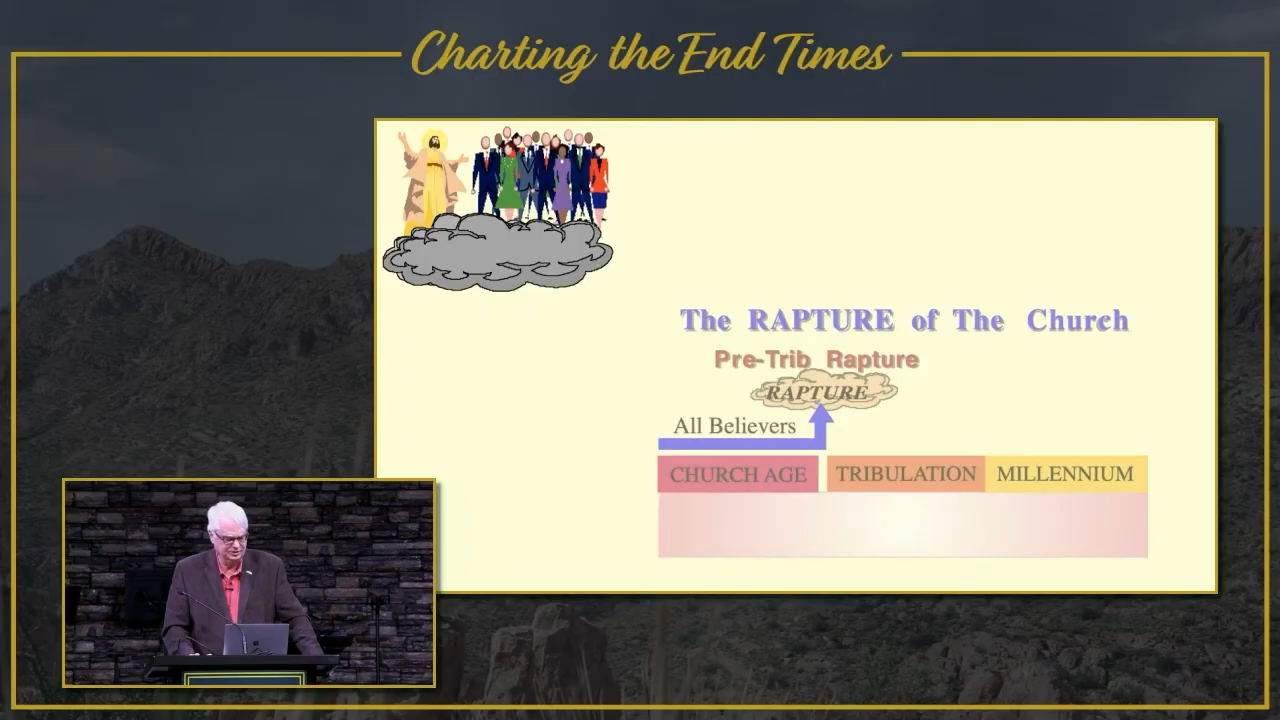 Charting the End Times
The RAPTURE of The Church
Pre-Trib Rapture
RAPTURE
All Believers
CHURCH AGE TRIBULATION MILLENNIUM